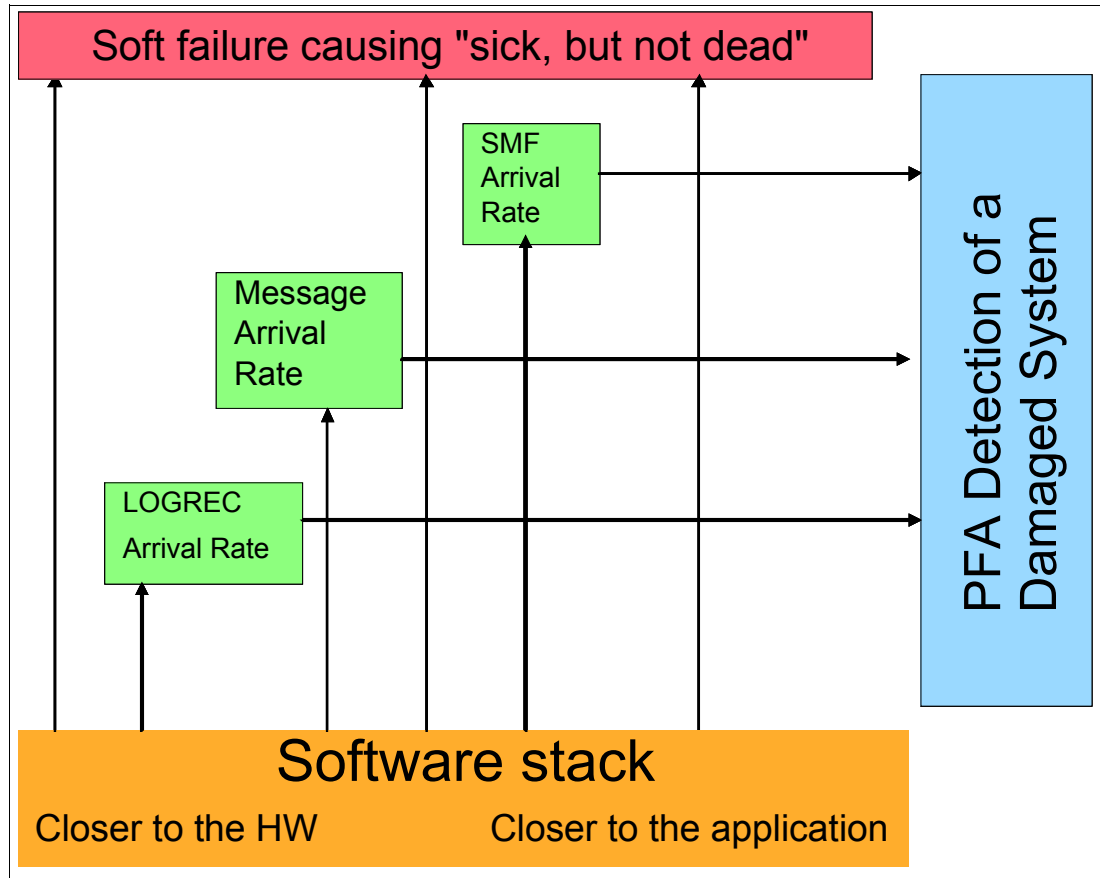 Soft failure causing "sick, but not dead"
SMF
Arrival
Rate
Message
Arrival
Rate
LOGREC
Arrival Rate
PFA Detection of a
Damaged System
Software stack
Closer to the HW
Closer to the application